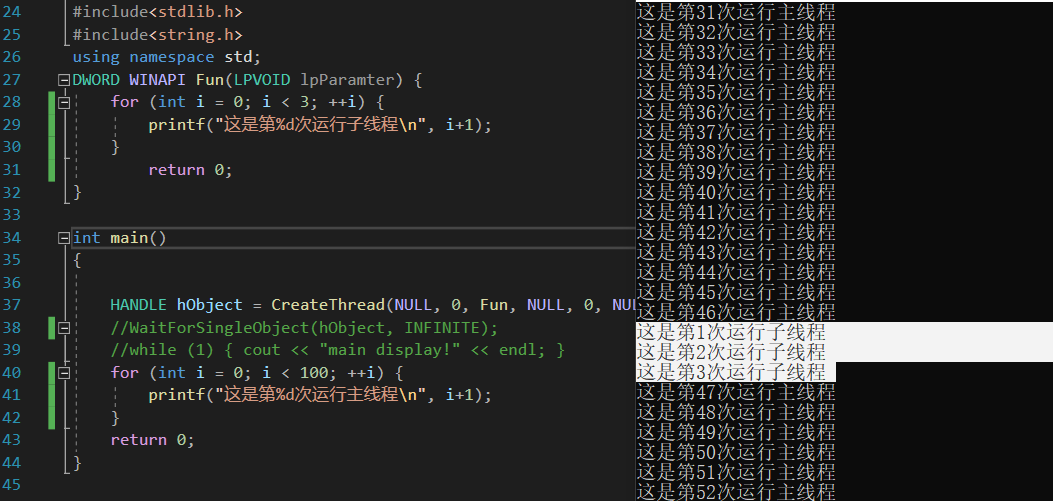 24 #include<stdlib.h>
25 #include<string.h>
26 using namespace std;
27 DWORD WINAPI Fun(LPVOID lpParamter) {
28 for (int i = 0; i < 3; ++i) {
29 printf("这是第%d次运行子线程\n", i+1);
30 }
31 return 0;
32 }
33
34 int main()
35 {
36
37 HANDLE hObject = CreateThread(NULL, 0, Fun, NULL, 0, NU
38 //WaitForSingleObject(hObject, INFINITE);
39 //while (1) { cout << "main display!" << endl; }
40 for (int i = 0; i < 100; ++i) {
41 printf("这是第%d次运行主线程\n", i+1);
42 }
43 return 0;
44 }
45
这是第31次运行主线程
这是第32次运行主线程
这是第33次运行主线程
这是第34次运行主线程
这是第35次运行主线程
这是第36次运行主线程
这是第37次运行主线程
这是第38次运行主线程
这是第39次运行主线程
这是第40次运行主线程
这是第41次运行主线程
这是第42次运行主线程
这是第43次运行主线程
这是第44次运行主线程
这是第45次运行主线程
这是第46次运行主线程
这是第1次运行子线程
这是第2次运行子线程
这是第3次运行子线程
这是第47次运行主线程
这是第48次运行主线程
这是第49次运行主线程
这是第50次运行主线程
这是第51次运行主线程
这是第52次运行主线程